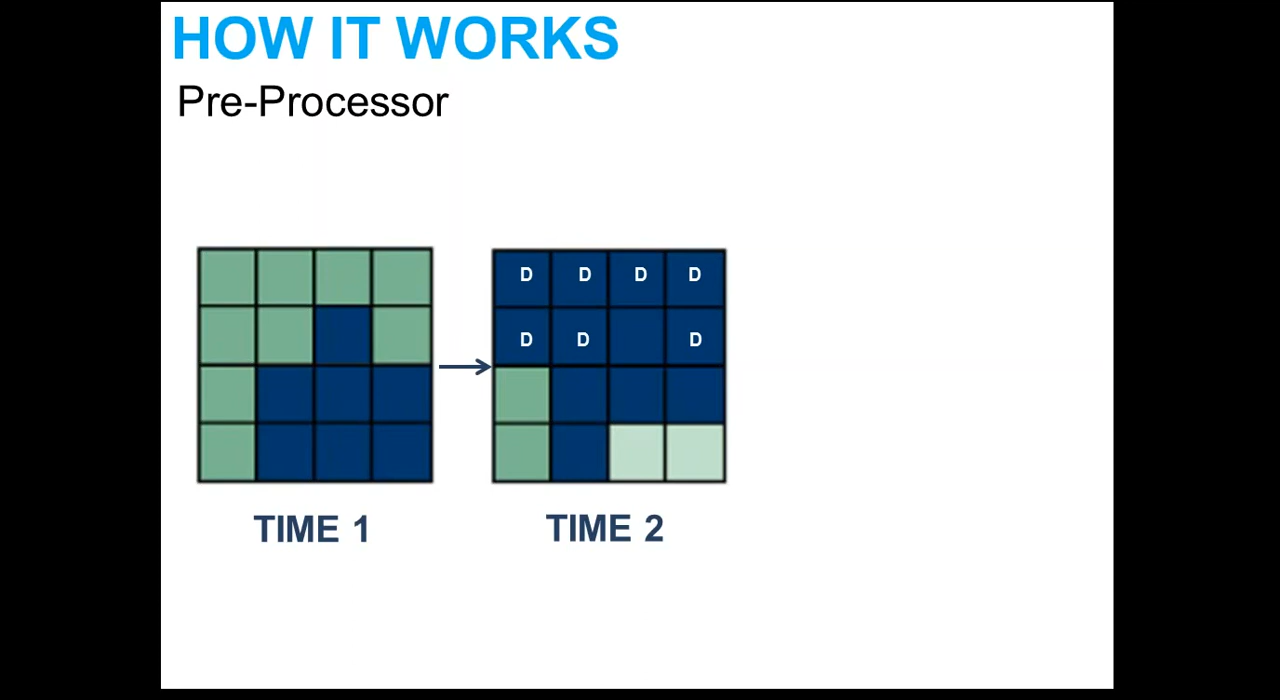 HOW IT WORKS
Pre-Processor
D D D D
D D D
TIME 1 TIME 2